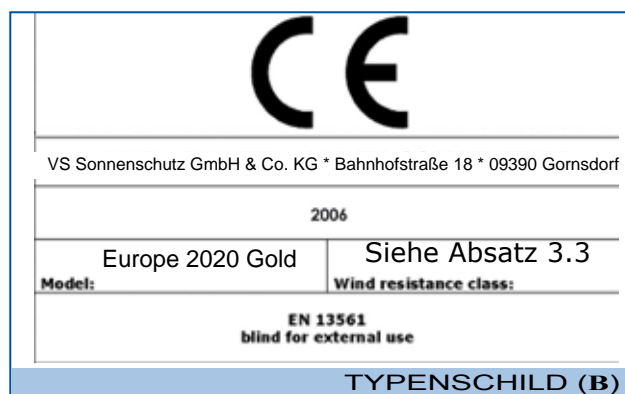 CE
VS Sonnenschutz GmbH & Co. KG * Bahnhofstraße 18 * 09390 Gornsdorf
2006
Europe 2020 Gold
Model:
Siehe Absatz 3.3
Wind resistance class:
EN 13561
blind for external use
TYPENSCHILD (B)